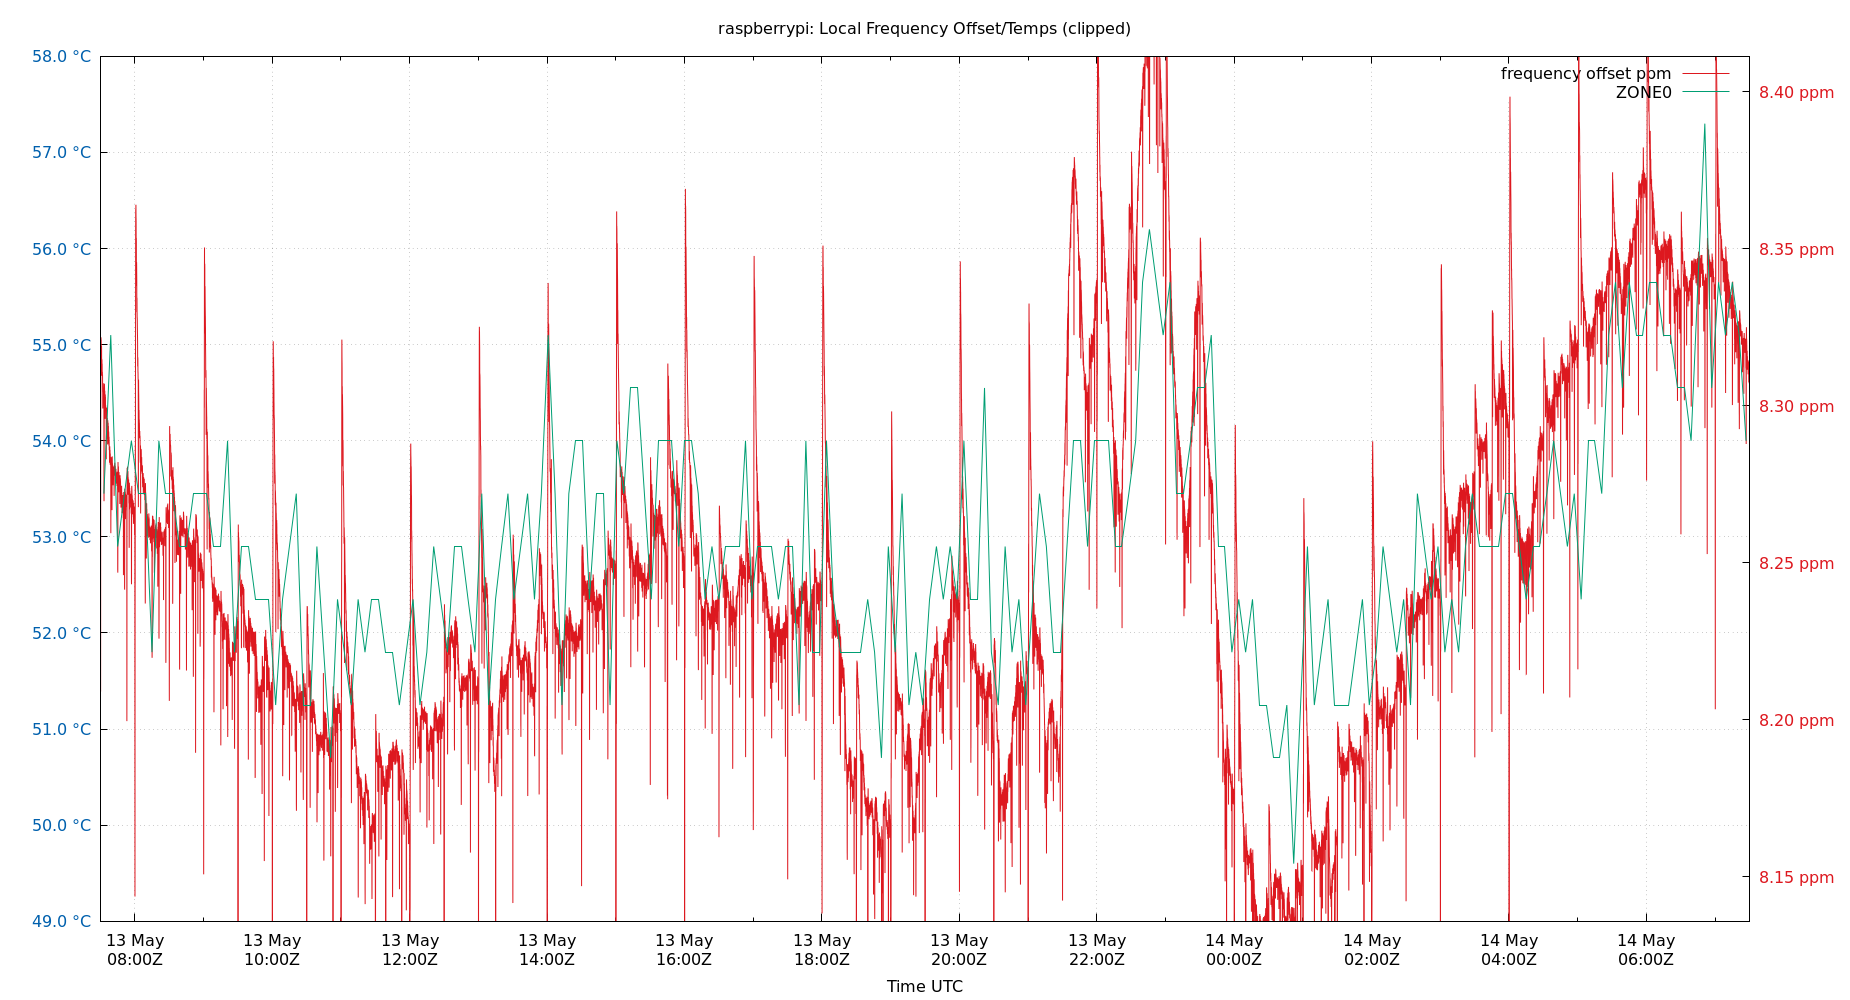 raspberrypi: Local Frequency Offset/Temps (clipped)
58.0 °C
57.0 °C
56.0 °C
55.0 °C
54.0 °C
53.0 °C
52.0 °C
51.0 °C
50.0 °C
49.0 °C
frequency offset ppm
ZONE0
8.40 ppm
8.35 ppm
8.30 ppm
8.25 ppm
8.20 ppm
8.15 ppm
13 May 13 May 13 May 13 May 13 May 13 May 13 May 13 May 14 May 14 May 14 May 14 May
08:00Z 10:00Z 12:00Z 14:00Z 16:00Z 18:00Z 20:00Z 22:00Z 00:00Z 02:00Z 04:00Z 06:00Z
Time UTC